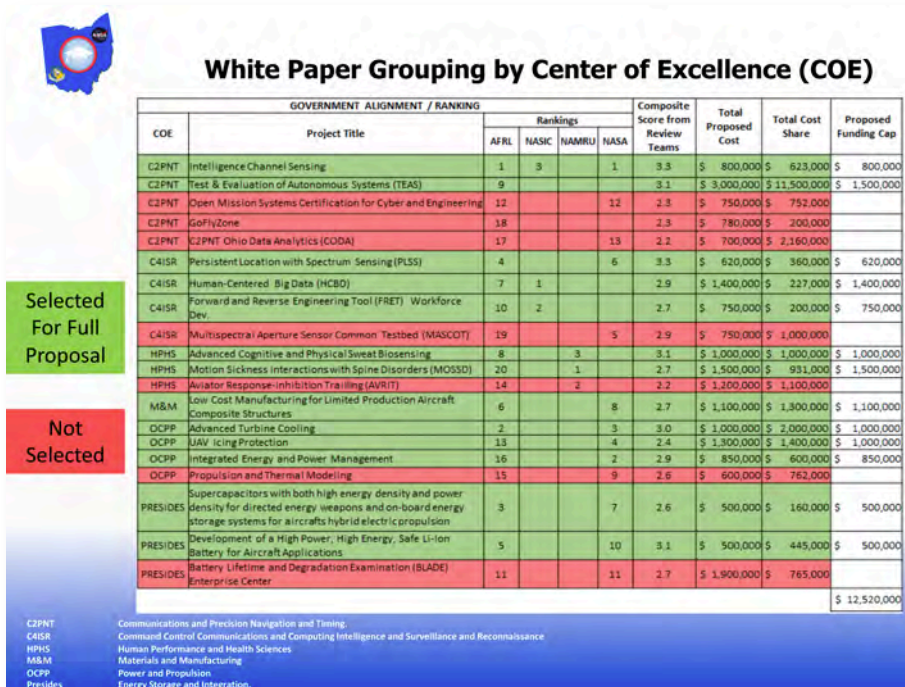 NASA
White Paper Grouping by Center of Excellence (COE)
GOVERNMENT ALIGNMENT / RANKING
COE Project Title Rankings Composite Score from Review Teams Total Proposed Cost Total Cost Share Proposed Funding Cap
AFRL NASIC NAMRU NASA
C2PNT Intelligence Channel Sensing 1 3 1 3.3 $ 800,000 $ 623,000 $ 800,000
C2PNT Test & Evaluation of Autonomous Systems (TEAS) 9 3.1 $ 3,000,000 $ 11,500,000 $ 1,500,000
C2PNT Open Mission Systems Certification for Cyber and Engineering 12 12 2.3 $ 750,000 $ 752,000
C2PNT GoFlyZone 18 2.3 $ 780,000 $ 200,000
C2PNT C2PNT Ohio Data Analytics (CODA) 17 13 2.2 $ 700,000 $ 2,160,000
C4ISR Persistent Location with Spectrum Sensing (PLSS) 4 6 3.3 $ 620,000 $ 360,000 $ 620,000
C4ISR Human-Centered Big Data (HCBD) 7 1 2.9 $ 1,400,000 $ 227,000 $ 1,400,000
C4ISR Forward and Reverse Engineering Tool (FRET) Workforce
Dev. 10 2 2.7 $ 750,000 $ 200,000 $ 750,000
C4ISR Multispectral Aperture Sensor Common Testbed (MASCOT) 19 5 2.9 $ 750,000 $ 1,000,000
HPHS Advanced Cognitive and Physical Sweat Biosensing 8 3 3.1 $ 1,000,000 $ 1,000,000 $ 1,000,000
HPHS Motion Sickness Interactions with Spine Disorders (MOSSD) 20 1 2.7 $ 1,500,000 $ 931,000 $ 1,500,000
HPHS Aviator Response-Inhibition Trailling (AVRIT) 14 2 2.2 $ 1,200,000 $ 1,100,000
M&M Low Cost Manufacturing for Limited Production Aircraft
Composite Structures 6 8 2.7 $ 1,100,000 $ 1,300,000 $ 1,100,000
OCPP Advanced Turbine Cooling 2 3 3.0 $ 1,000,000 $ 2,000,000 $ 1,000,000
OCPP UAV Icing Protection 13 4 2.4 $ 1,300,000 $ 1,400,000 $ 1,000,000
OCPP Integrated Energy and Power Management 16 2 2.9 $ 850,000 $ 600,000 $ 850,000
OCPP Propulsion and Thermal Modeling 15 9 2.6 $ 600,000 $ 762,000
PRESIDES Supercapacitors with both high energy density and power
density for directed energy weapons and on-board energy
storage systems for aircrafts hybrid electric propulsion 3 7 2.6 $ 500,000 $ 160,000 $ 500,000
PRESIDES Development of a High Power, High Energy, Safe Li-Ion
Battery for Aircraft Applications 5 10 3.1 $ 500,000 $ 445,000 $ 500,000
PRESIDES Battery Lifetime and Degradation Examination (BLADE)
Enterprise Center 11 11 2.7 $ 1,900,000 $ 765,000
$ 12,520,000
Selected
For Full
Proposal
Not
Selected
C2PNT Communications and Precision Navigation and Timing.
C4ISR Command Control Communications and Computing Intelligence and Surveillance and Reconnaissance
HPHS Human Performance and Health Sciences
M&M Materials and Manufacturing
OCPP Power and Propulsion
Presides Energy Storage and Integration.